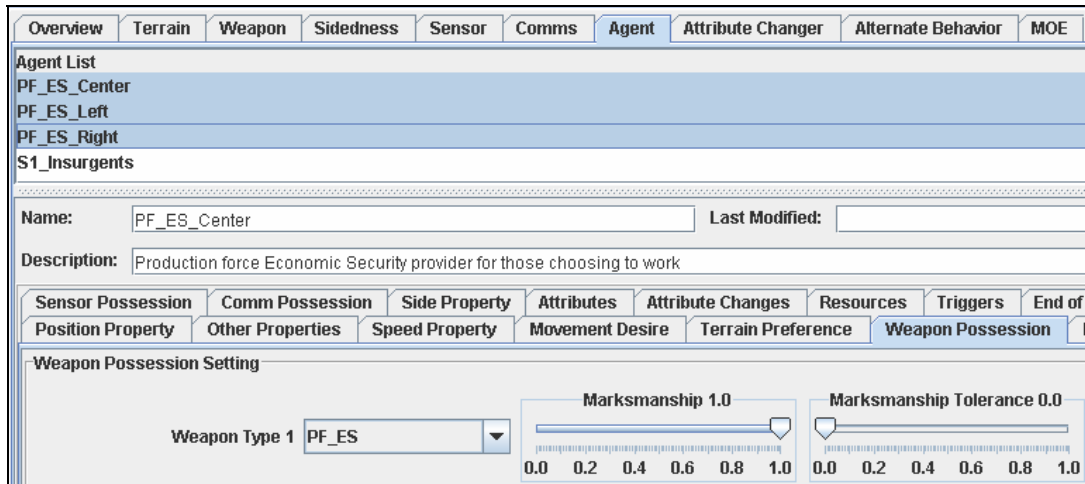 Overview Terrain Weapon Sidedness Sensor Comms Agent Attribute Changer Alternate Behavior MOE
Agent List
PF_ES_Center
PF_ES_Left
PF_ES_Right
S1_Insurgents
Name: PF_ES_Center Last Modified:
Description: Production force Economic Security provider for those choosing to work
Sensor Possession Comm Possession Side Property Attributes Attribute Changes Resources Triggers End of
Position Property Other Properties Speed Property Movement Desire Terrain Preference Weapon Possession
Weapon Possession Setting
Marksmanship 1.0 Marksmanship Tolerance 0.0
Weapon Type 1 PF_ES
0.0 0.2 0.4 0.6 0.8 1.0 0.0 0.2 0.4 0.6 0.8 1.0